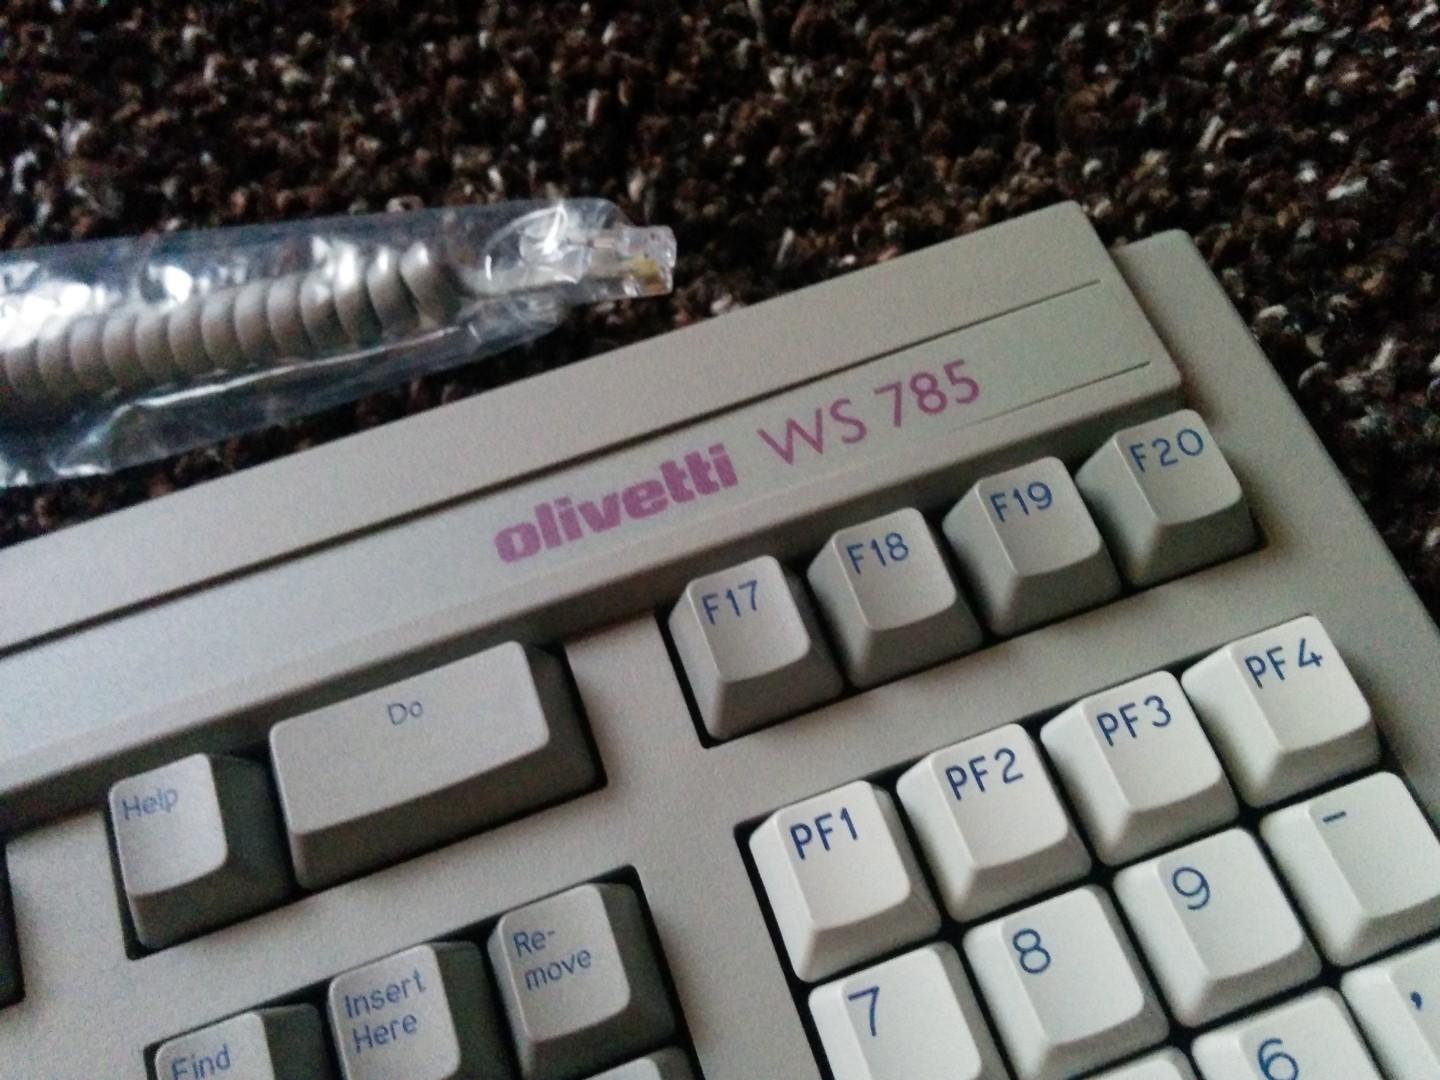 olivetti WS 785
F17 F18 F19 F20
Help Do
PF1 PF2 PF3 PF4
Find
Insert
Here
Re-
move
7 8 9 -
6 ,